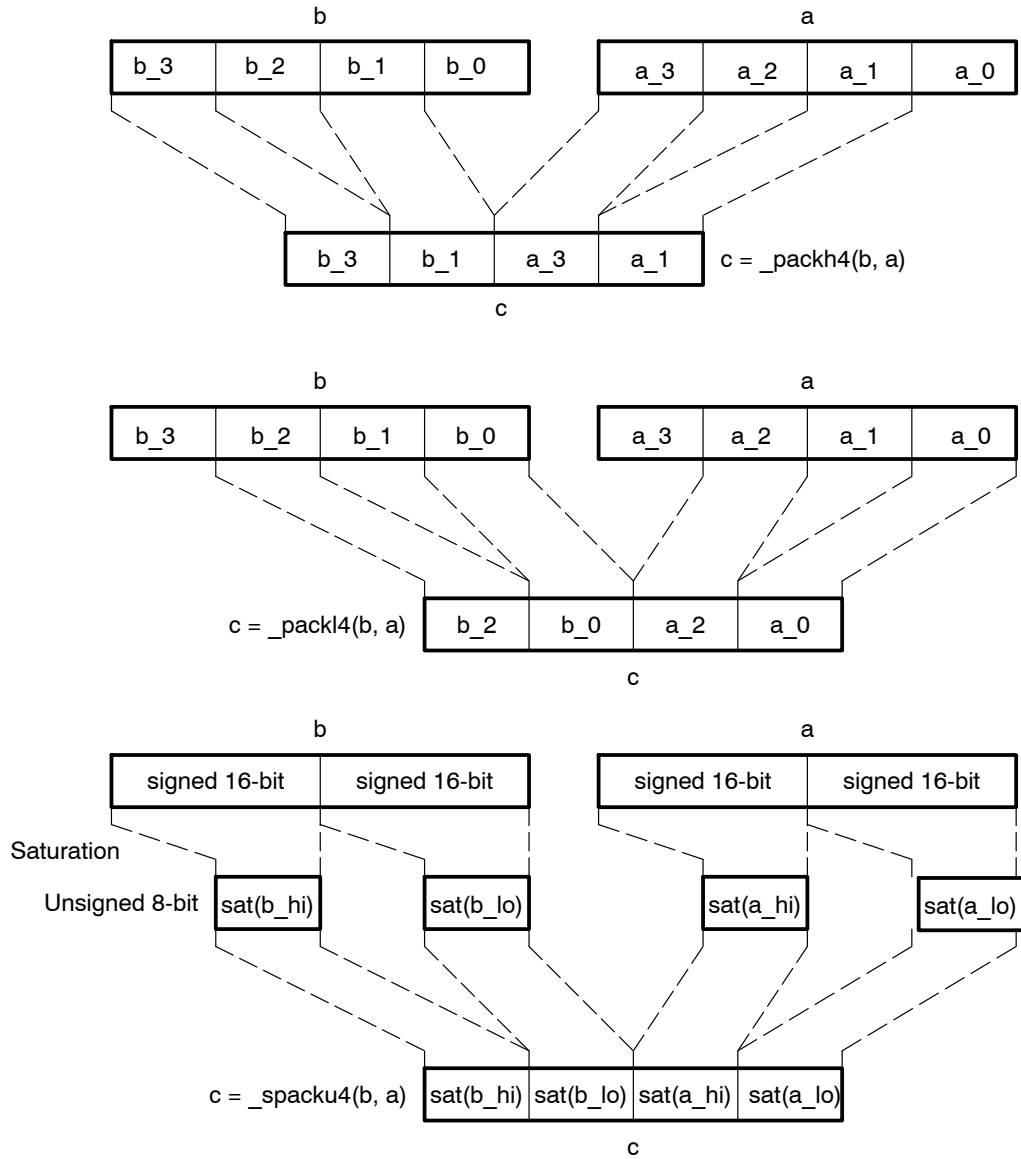 b a
b_3 b_2 b_1 b_0 a_3 a_2 a_1 a_0
b_3 b_1 a_3 a_1 c = _packh4(b, a)
c
b a
b_3 b_2 b_1 b_0 a_3 a_2 a_1 a_0
c = _packl4(b, a) b_2 b_0 a_2 a_0
c
b a
signed 16-bit signed 16-bit signed 16-bit signed 16-bit
Saturation
Unsigned 8-bit sat(b_hi) sat(b_lo) sat(a_hi) sat(a_lo)
c = _spacku4(b, a) sat(b_hi) sat(b_lo) sat(a_hi) sat(a_lo)
c